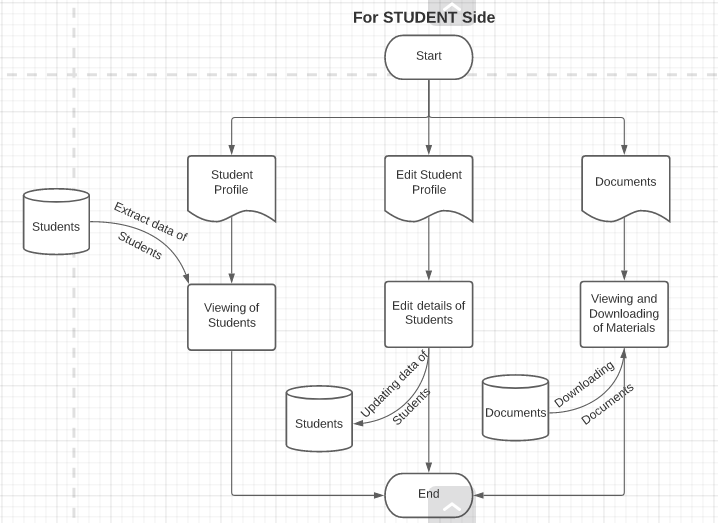 For STUDENT Side
Start
Student
Profile
Edit Student
Profile
Documents
Students
Extract data of
Students
Viewing of
Students
Edit details of
Students
Viewing and
Downloading
of Materials
Updating data of
Students
Students
Documents
Downloading
Documents
End